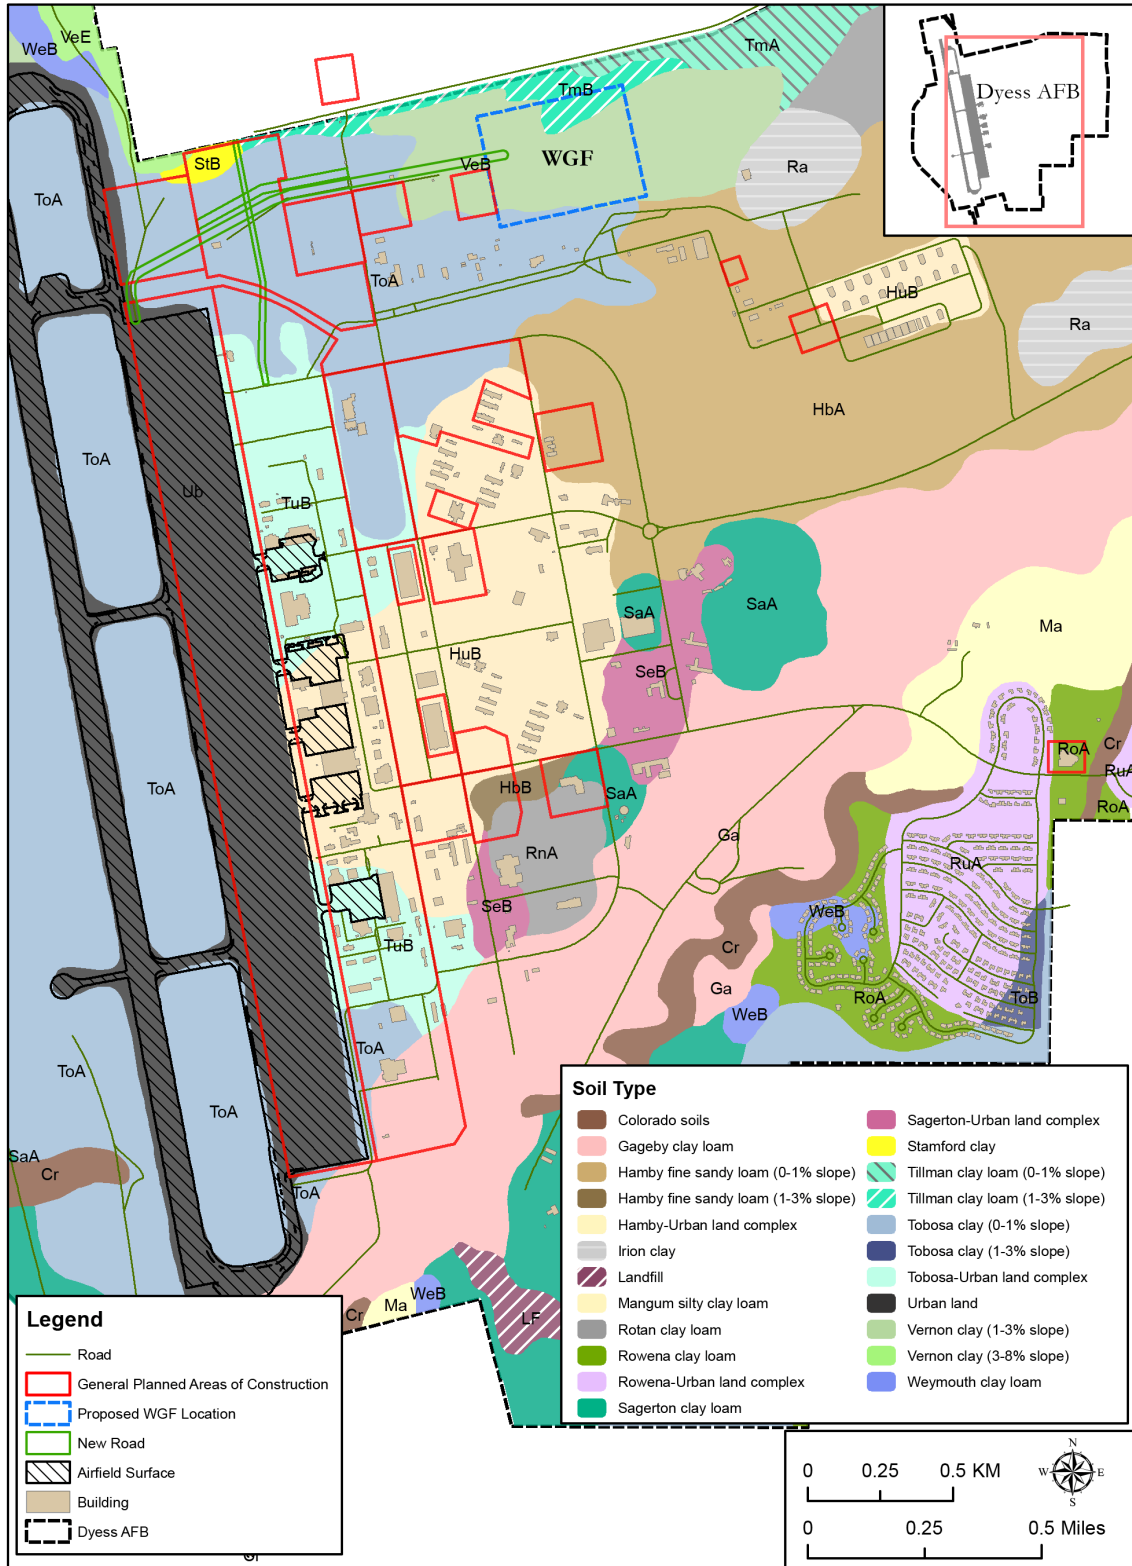 VeE
WeB
TmA
TmB
Dyess AFB
WGF
StB
VeB
Ra
ToA
ToA
HuB
Ra
HbA
ToA
Ub
TuB
SaA
SaA
Ma
HuB
SeB
ToA
RoA
Cr
RuA
HbB
SaA
RoA
Ga
RnA
RuA
SeB
WeB
TuB
Cr
Ga
RoA
ToB
WeB
ToA
ToA
ToA
SaA
Cr
ToA
WeB
Ma
Cr
LF
Soil Type
Colorado soils
Gageby clay loam
Hamby fine sandy loam (0-1% slope)
Hamby fine sandy loam (1-3% slope)
Hamby-Urban land complex
Irion clay
Landfill
Mangum silty clay loam
Rotan clay loam
Rowena clay loam
Rowena-Urban land complex
Sagerton clay loam
Sagerton-Urban land complex
Stamford clay
Tillman clay loam (0-1% slope)
Tillman clay loam (1-3% slope)
Tobosa clay (0-1% slope)
Tobosa clay (1-3% slope)
Tobosa-Urban land complex
Urban land
Vernon clay (1-3% slope)
Vernon clay (3-8% slope)
Weymouth clay loam
Legend
Road
General Planned Areas of Construction
Proposed WGF Location
New Road
Airfield Surface
Building
Dyess AFB
N
W E
S
0 0.25 0.5 KM
0 0.25 0.5 Miles